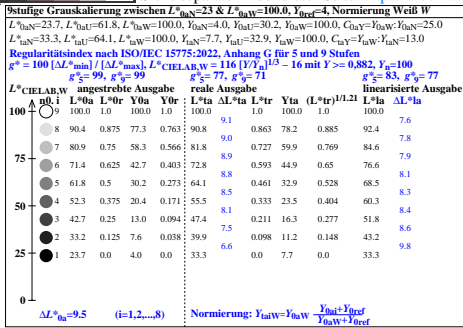 9stufige Grauskalierung zwischen L*0aN=23 & L*0aW=100.0, Y0ref=4, Normierung Weiß W
L*0aN=23.7, L*0aU=61.8, L*0aW=100.0, Y0aN=4.0, Y0aU=30.2, Y0aW=100.0, C0aY=Y0aW:Y0aN=25.0
L*taN=33.3, L*taU=64.1, L*taW=100.0, YtaN=7.7, YtaU=32.9, YtaW=100.0, CtaY=YtaW:YtaN=13.0
Regularitätsindex nach ISO/IEC 15775:2022, Anhang G für 5 und 9 Stufen
g* = 100 [ΔL*min] / [ΔL*max], L*CIELAB,W = 116 [Y/Yn]1/3 – 16 mit Y >= 0,882, Yn=100
g*5= 99, g*9= 99 g*5= 77, g*9= 71 g*5= 83, g*9= 77
L*CIELAB,W angestrebte Ausgabe reale Ausgabe linearisierte Ausgabe
n0. i L*0a L*0r Y0a Y0r L*ta ΔL*ta L*tr Yta (L*tr)1/1.21 L*la ΔL*la
100 9 100.0 1.0 100.0 1.0 100.0 1.0 100.0 1.0 100.0
9.1 7.6
8 90.4 0.875 77.3 0.763 90.8 0.863 78.2 0.885 92.4
9.0 7.8
75 7 80.9 0.75 58.3 0.566 81.8 0.727 59.9 0.769 84.6
8.9 7.9
6 71.4 0.625 42.7 0.403 72.8 0.593 44.9 0.65 76.6
8.8 8.1
5 61.8 0.5 30.2 0.273 64.1 0.461 32.9 0.528 68.5
8.5 8.3
50 4 52.3 0.375 20.4 0.171 55.5 0.333 23.5 0.404 60.3
8.1 8.4
3 42.7 0.25 13.0 0.094 47.4 0.211 16.3 0.277 51.8
7.5 8.6
2 33.2 0.125 7.6 0.038 39.9 0.098 11.2 0.148 43.2
6.6 9.8
25 1 23.7 0.0 4.0 0.0 33.3 0.0 7.7 0.0 33.3
0
ΔL*0a=9.5 (i=1,2,...,8) Normierung: YtaiW=Y0aW Y0ai+Y0ref
Y0aW+Y0ref